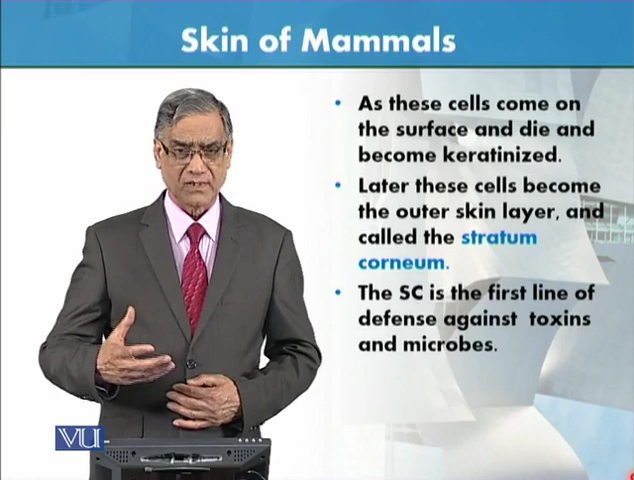 Skin of Mammals
• As these cells come on
the surface and die and
become keratinized.
• Later these cells become
the outer skin layer, and
called the stratum
corneum.
• The SC is the first line of
defense against toxins
and microbes.
VU